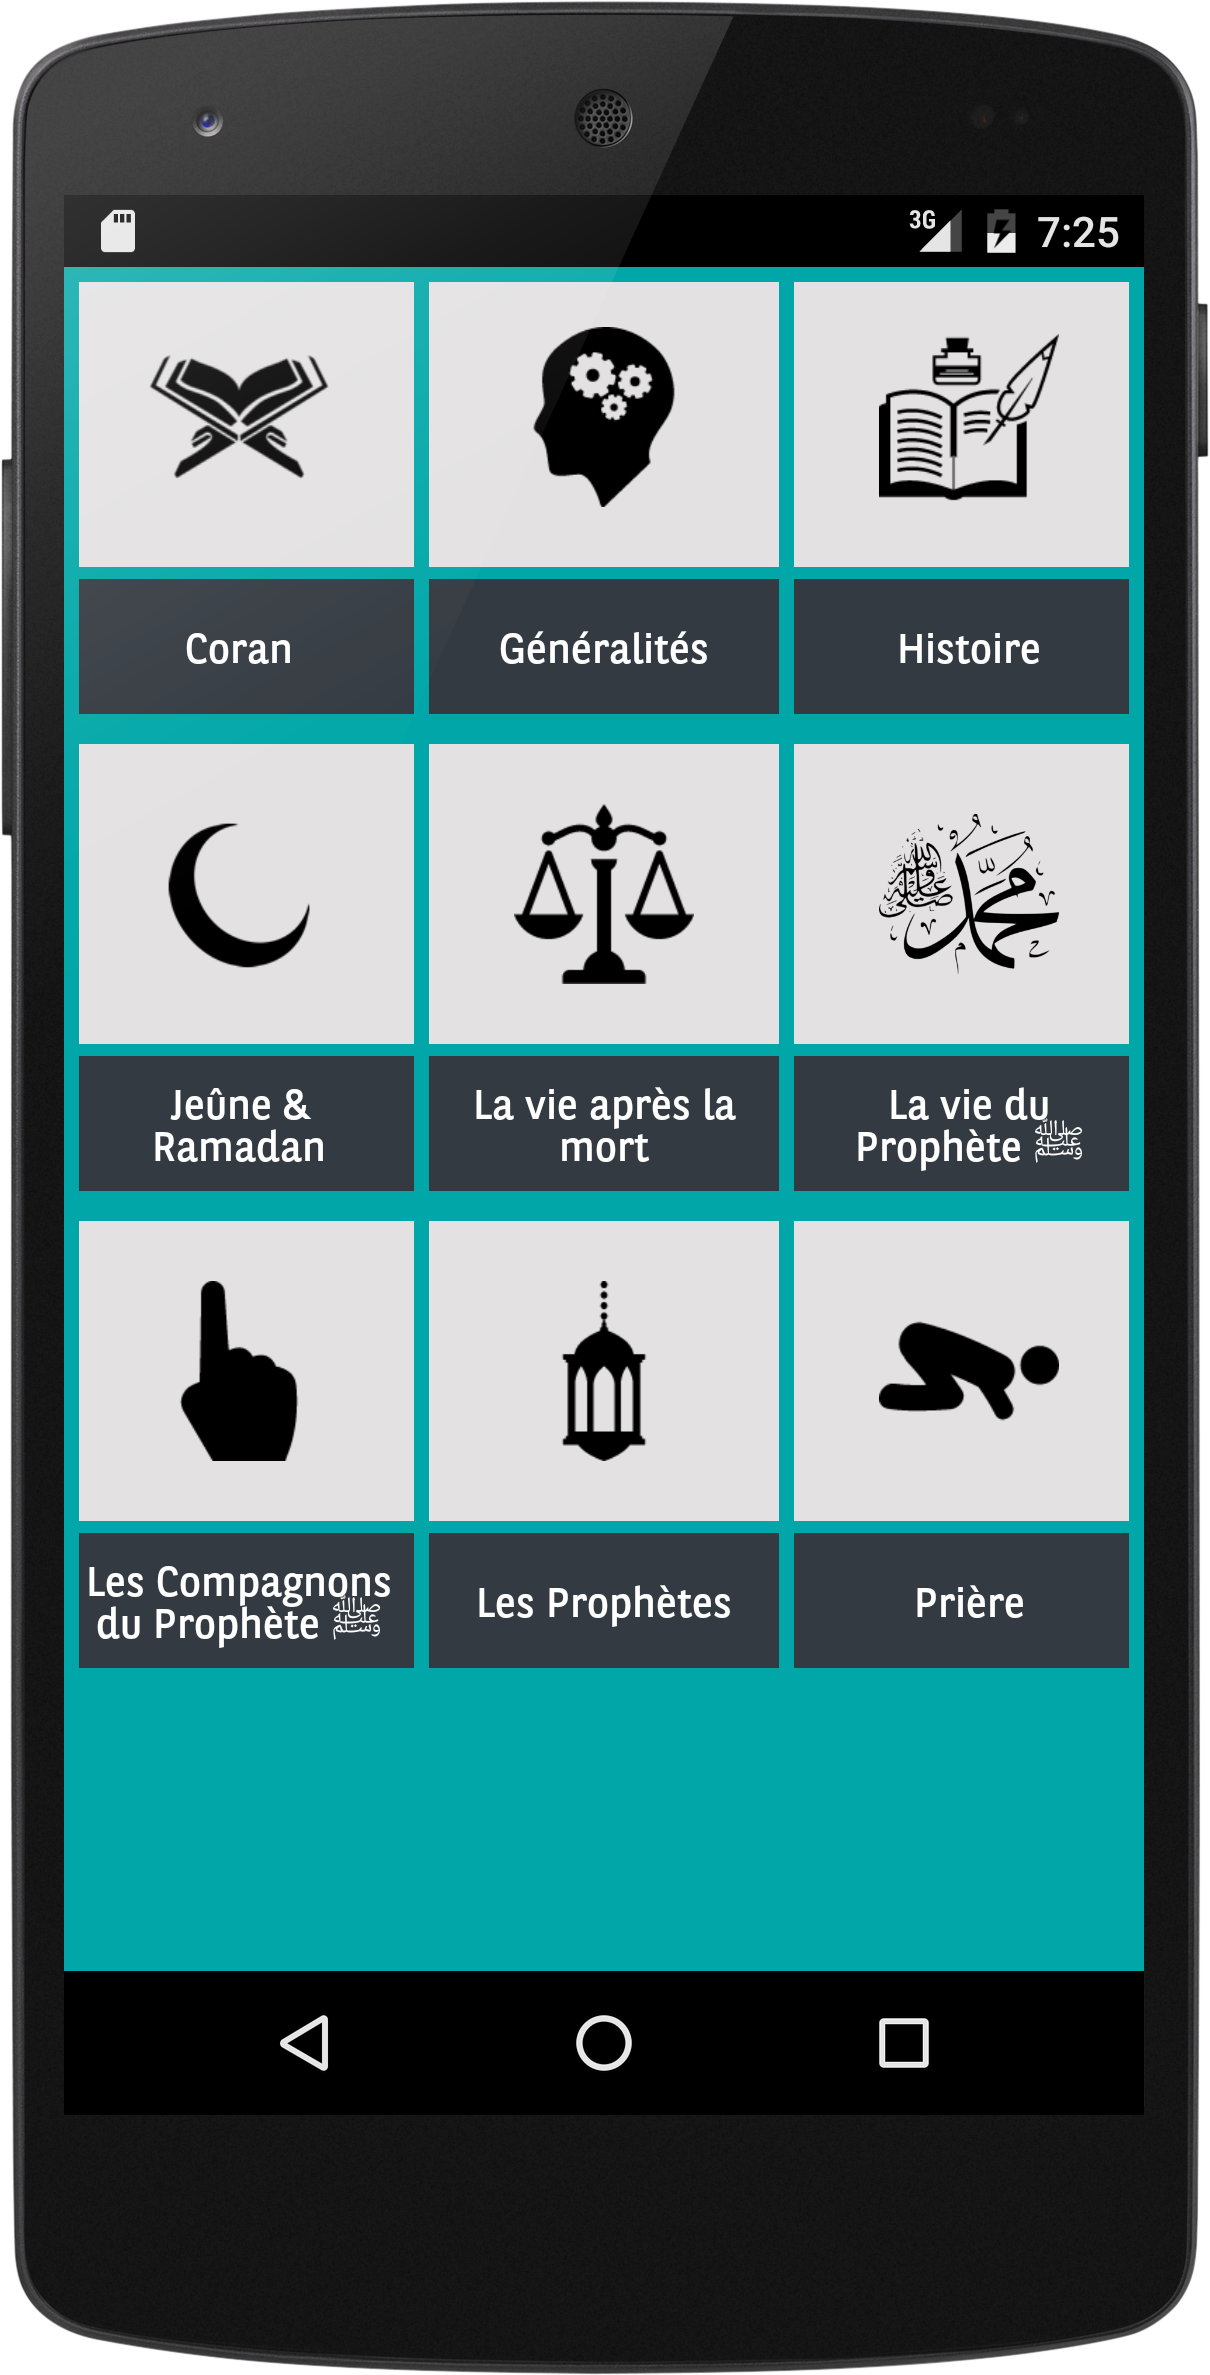 3G 7:25
Coran
Généralités
Histoire
محمد صلى الله عليه وسلم
Jeûne &
Ramadan
La vie après la
mort
La vie du
Prophète ﷺ
Les Compagnons
du Prophète ﷺ
Les Prophètes
Prière